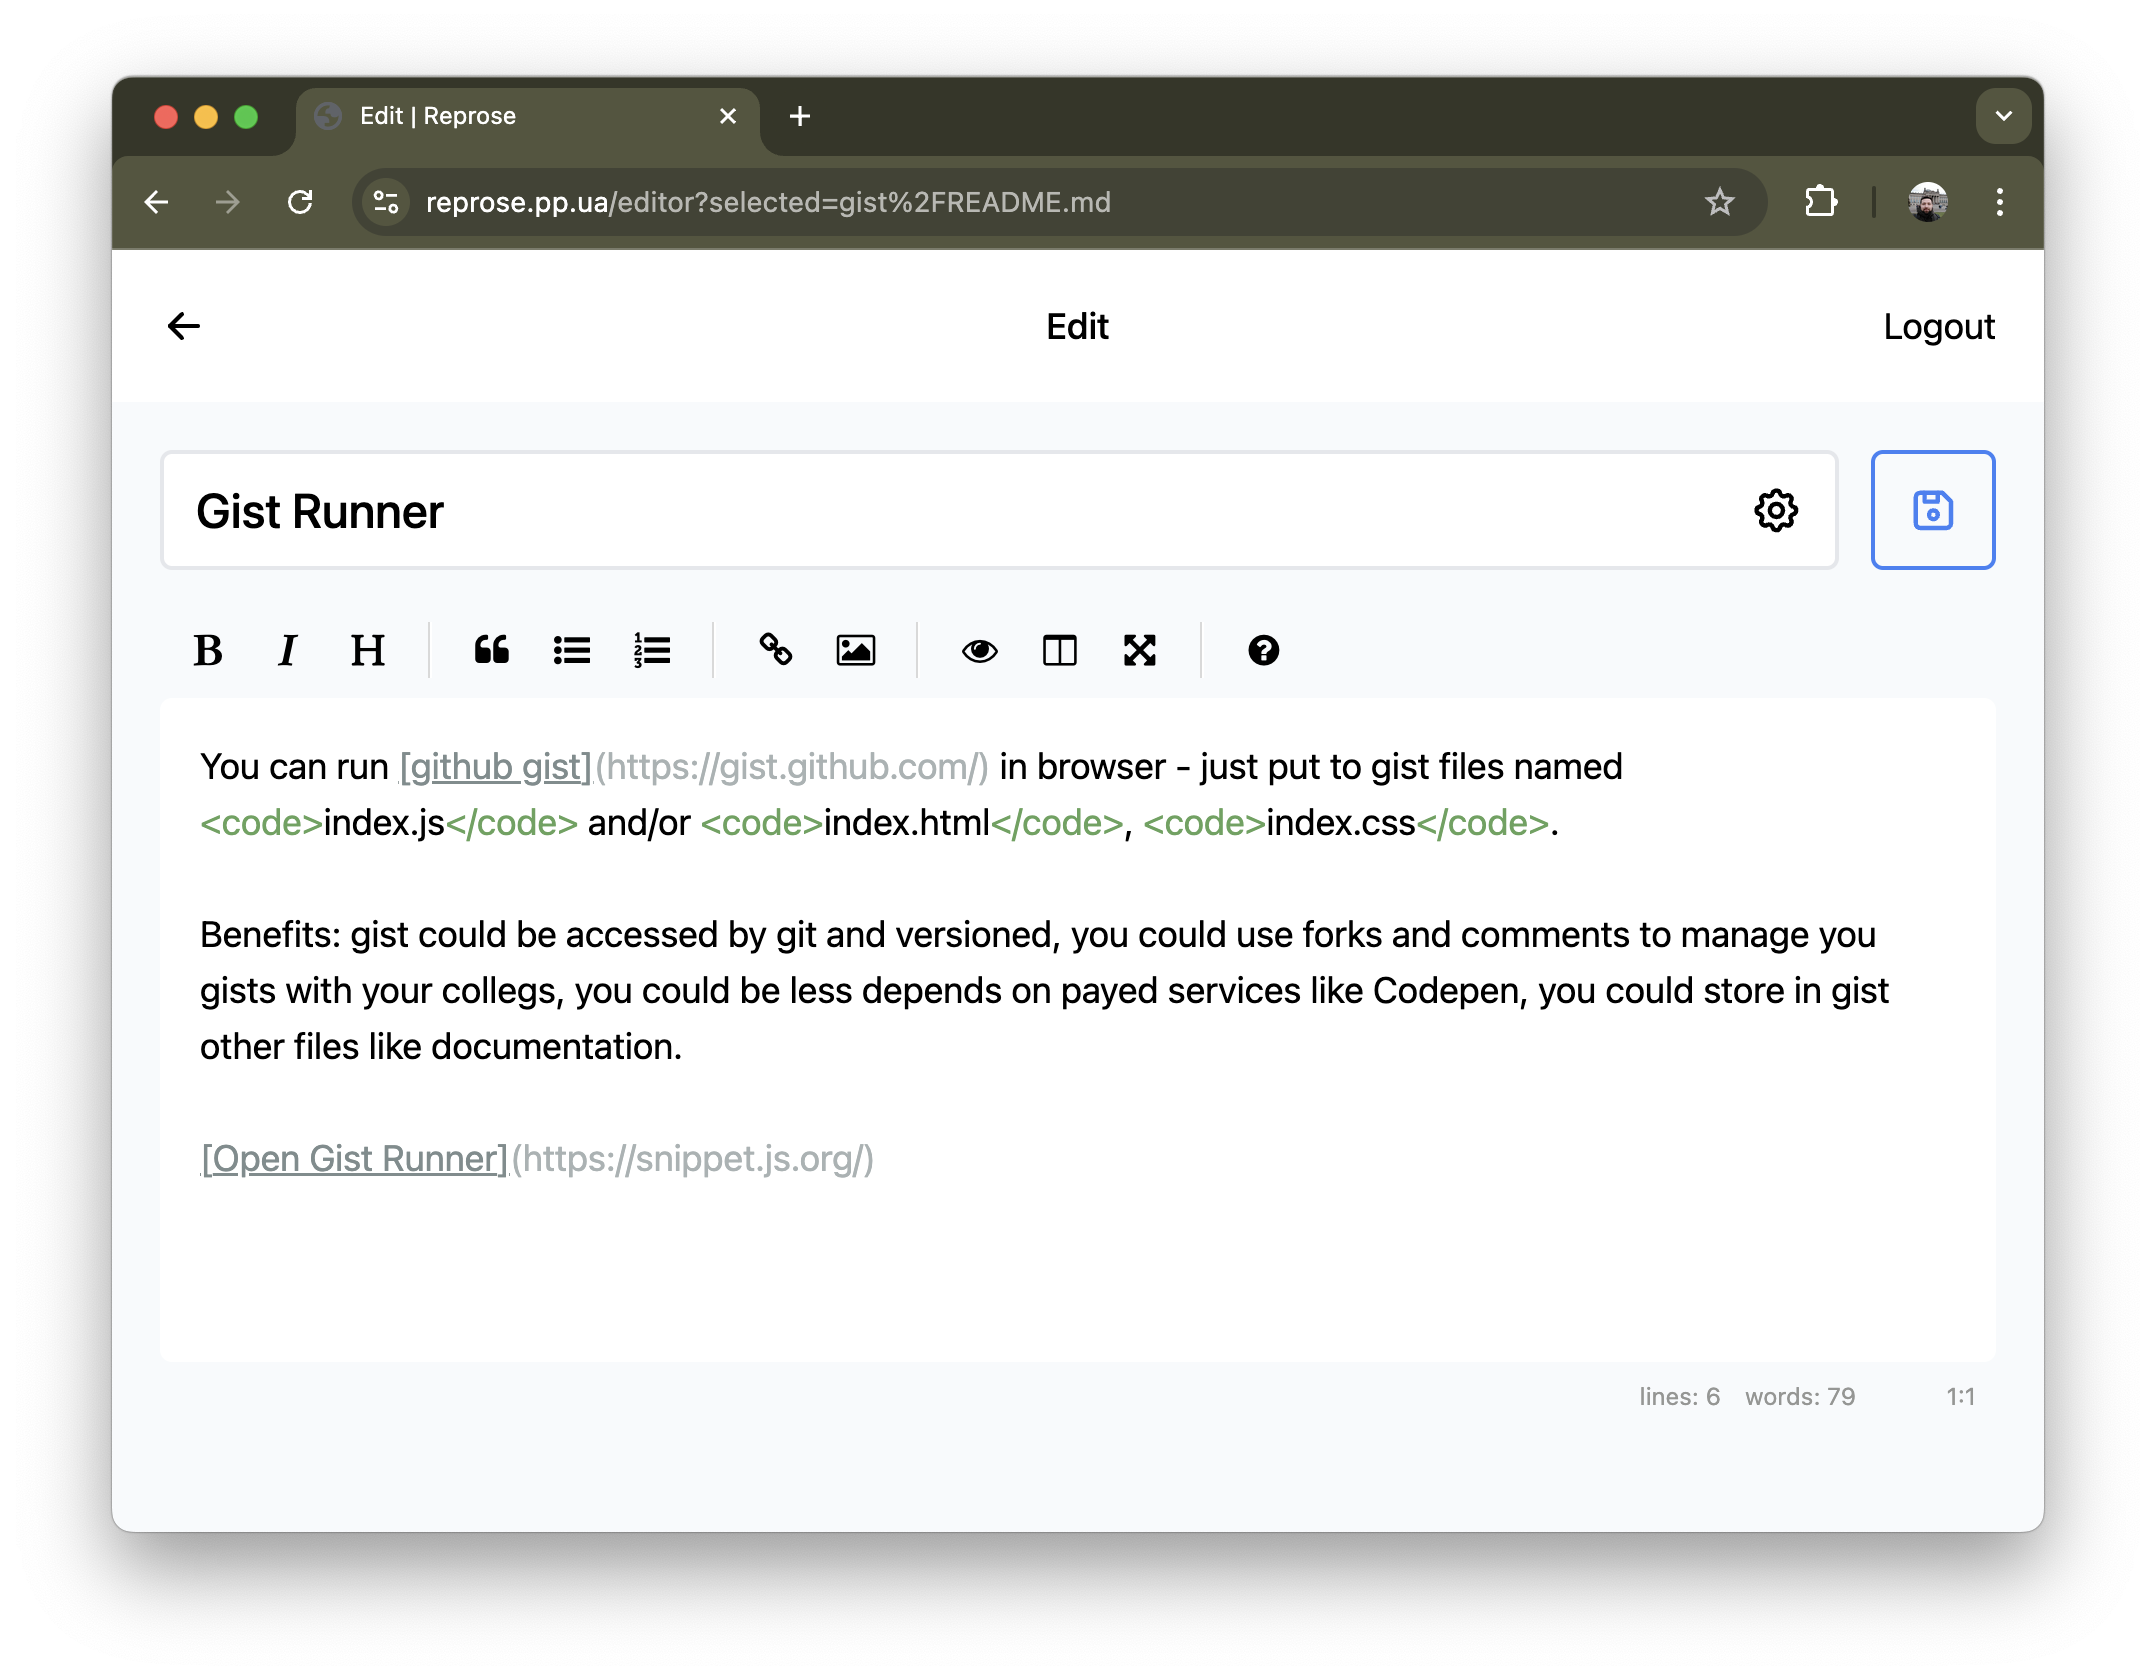 Edit | Reprose
reprose.pp.ua/editor?selected=gist%2FREADME.md
Edit
Logout
Gist Runner
B I H
You can run [github gist](https://gist.github.com/) in browser - just put to gist files named
<code>index.js</code> and/or <code>index.html</code>, <code>index.css</code>.
Benefits: gist could be accessed by git and versioned, you could use forks and comments to manage you
gists with your collegs, you could be less depends on payed services like Codepen, you could store in gist
other files like documentation.
[Open Gist Runner](https://snippet.js.org/)
lines: 6 words: 79 1:1